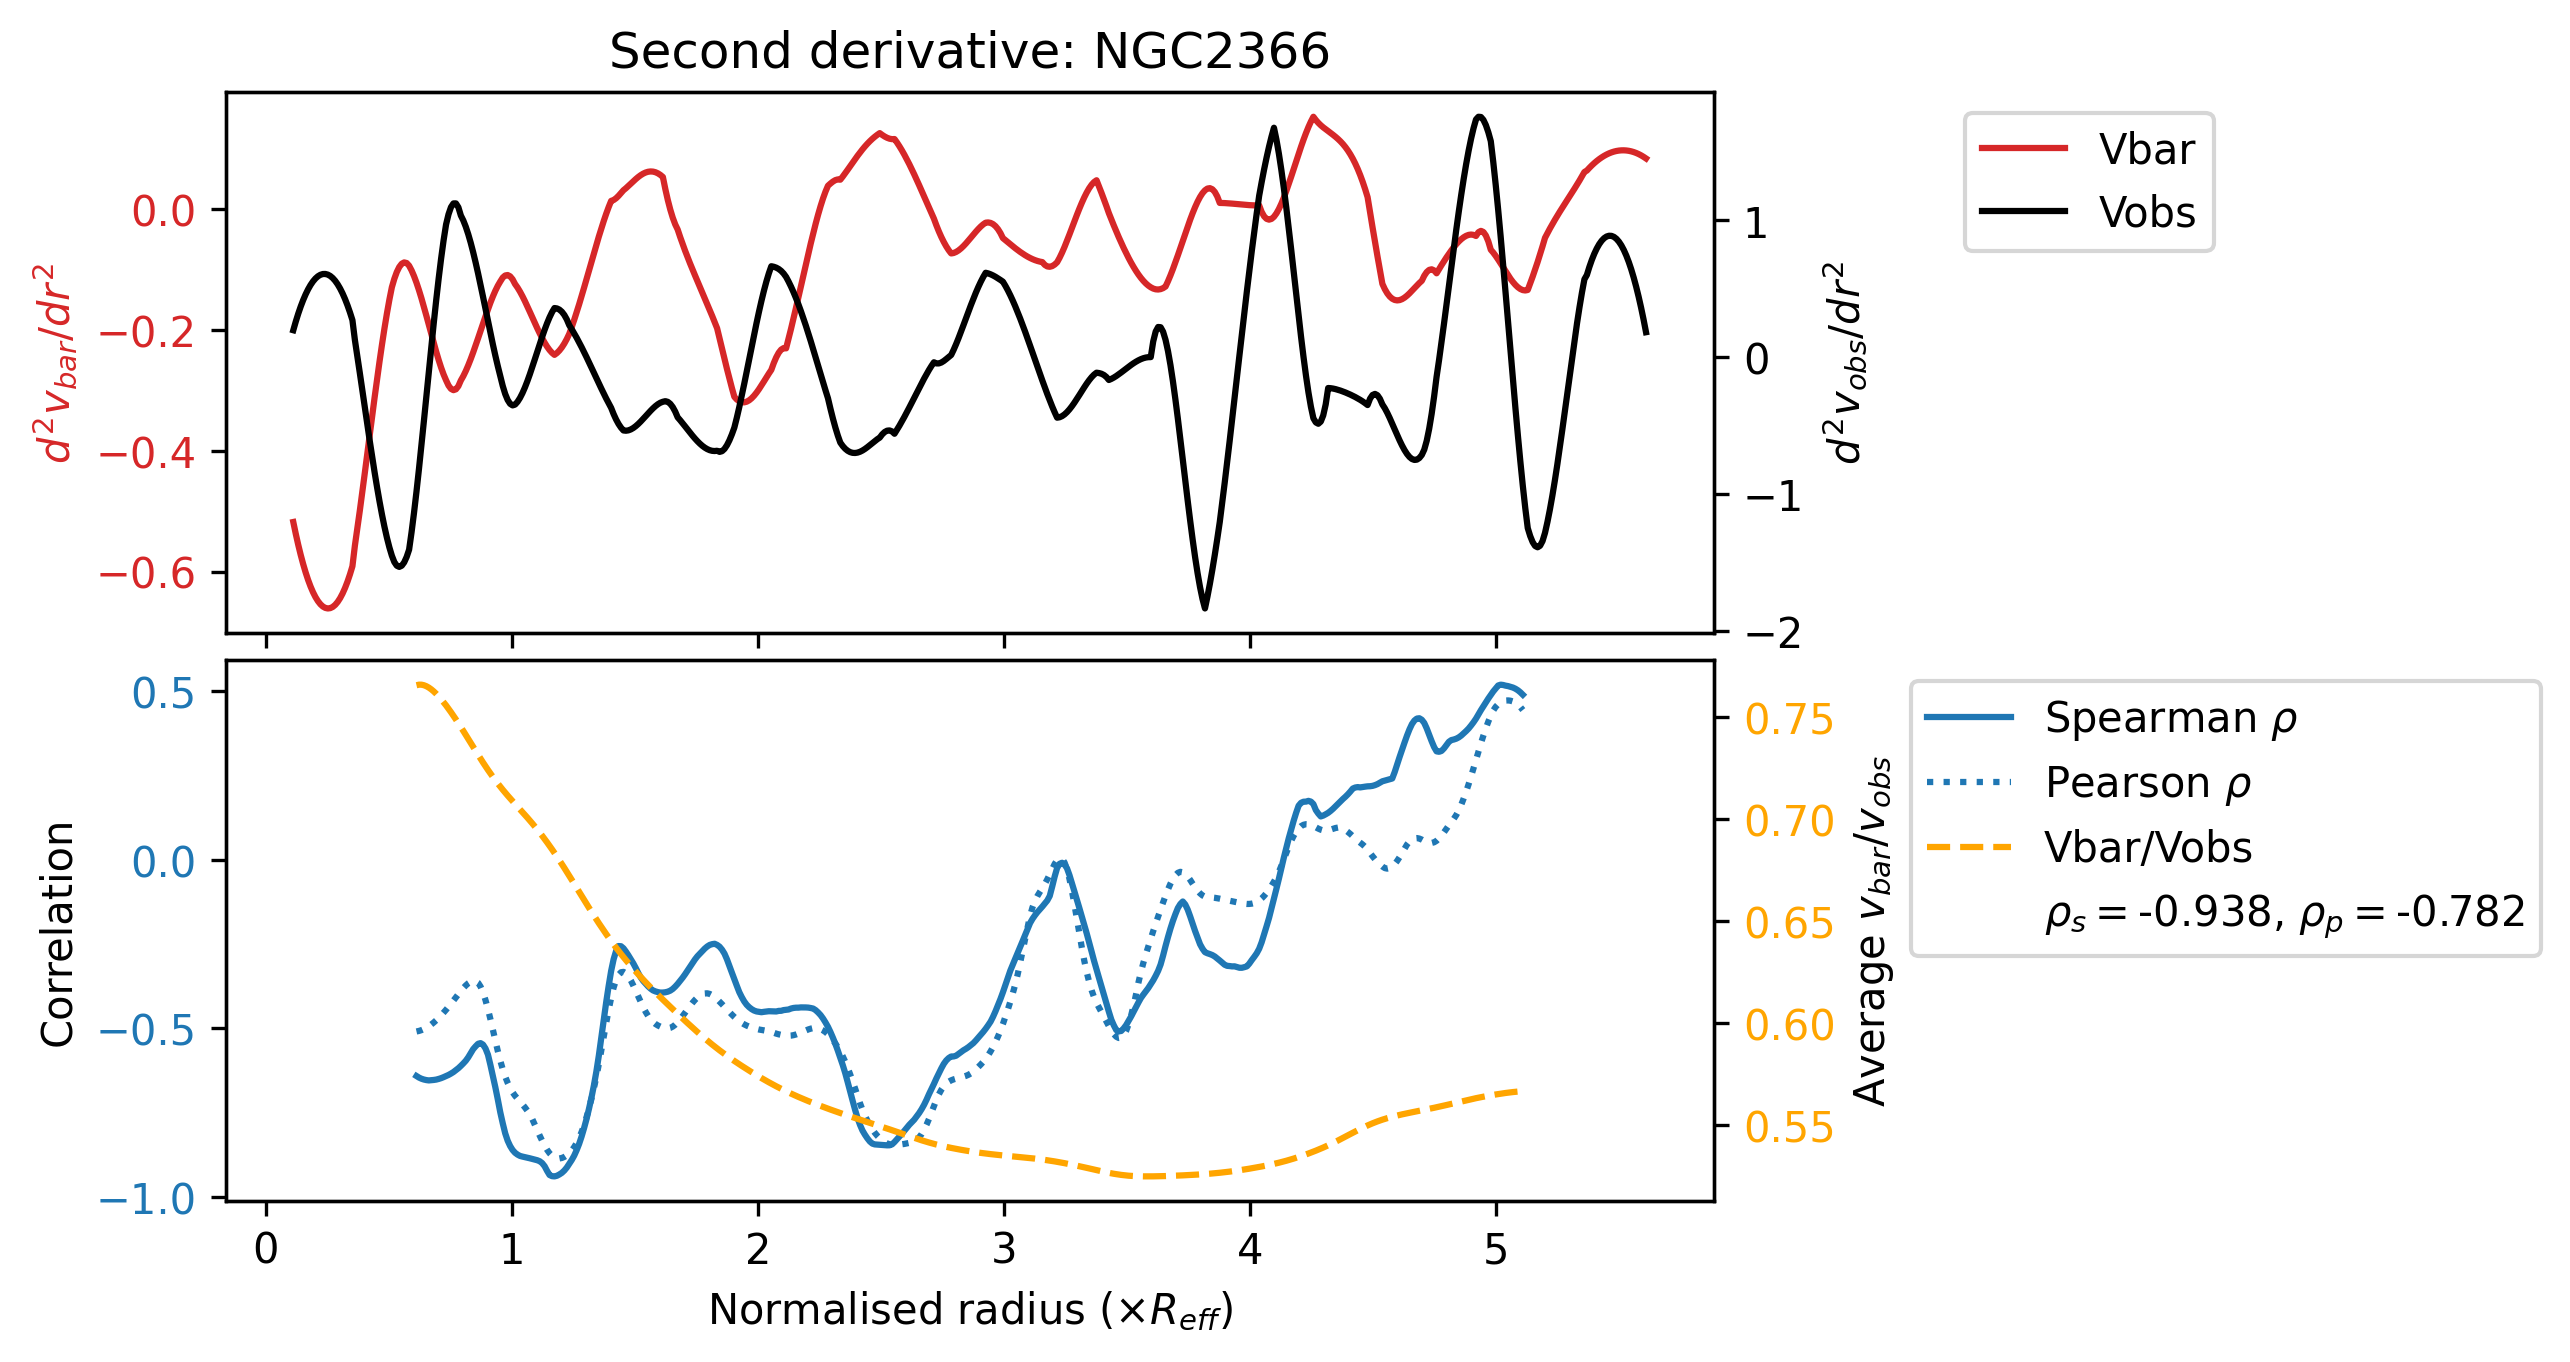 Second derivative: NGC2366
0.0
−0.2
−0.4
−0.6
d²v_bar/dr²
1
0
−1
−2
d²v_obs/dr²
Vbar
Vobs
0.5
0.0
−0.5
−1.0
Correlation
0.75
0.70
0.65
0.60
0.55
Average v_bar/v_obs
Spearman ρ
Pearson ρ
Vbar/Vobs
ρ_s = -0.938, ρ_p = -0.782
0 1 2 3 4 5
Normalised radius (×R_eff)